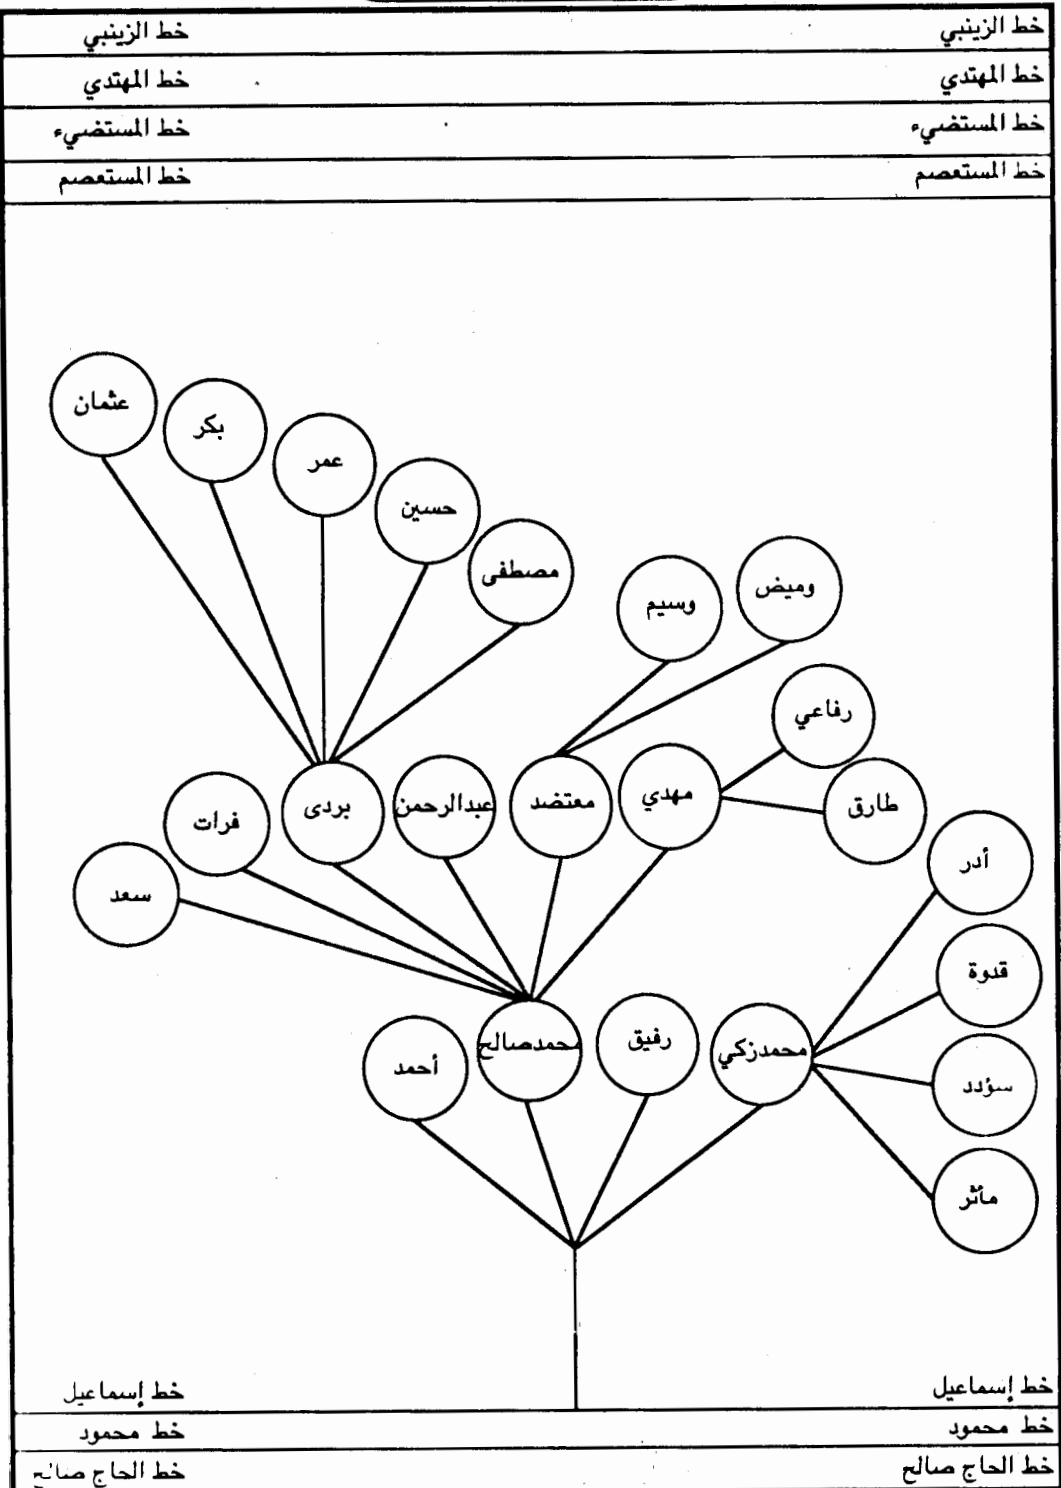 خط الزينبي خط الزينبي
خط المهتدي خط المهتدي
خط المستضيء خط المستضيء
خط المستعصم خط المستعصم
عثمان
بكر
عمر
حسين
مصطفى
وميض
وسيم
رفاعي
طارق
مهدي
معتضد
عبدالرحمن
بردى
فرات
سعد
أدر
قدوة
سؤدد
مأثر
محمدزكي
رفيق
محمدصالح
أحمد
خط إسماعيل خط إسماعيل
خط محمود خط محمود
خط الحاج صالح خط الحاج صالح